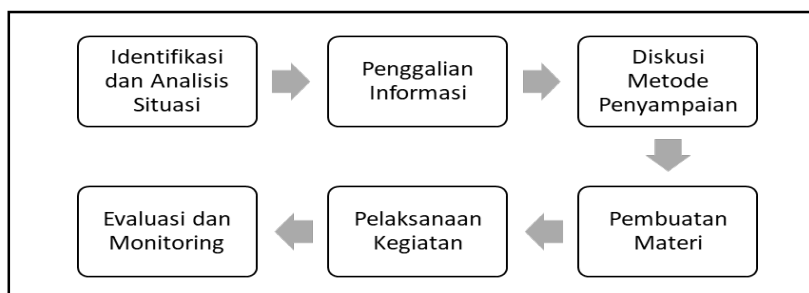 Identifikasi
dan Analisis
Situasi
Penggalian
Informasi
Diskusi
Metode
Penyampaian
Pembuatan
Materi
Pelaksanaan
Kegiatan
Evaluasi dan
Monitoring